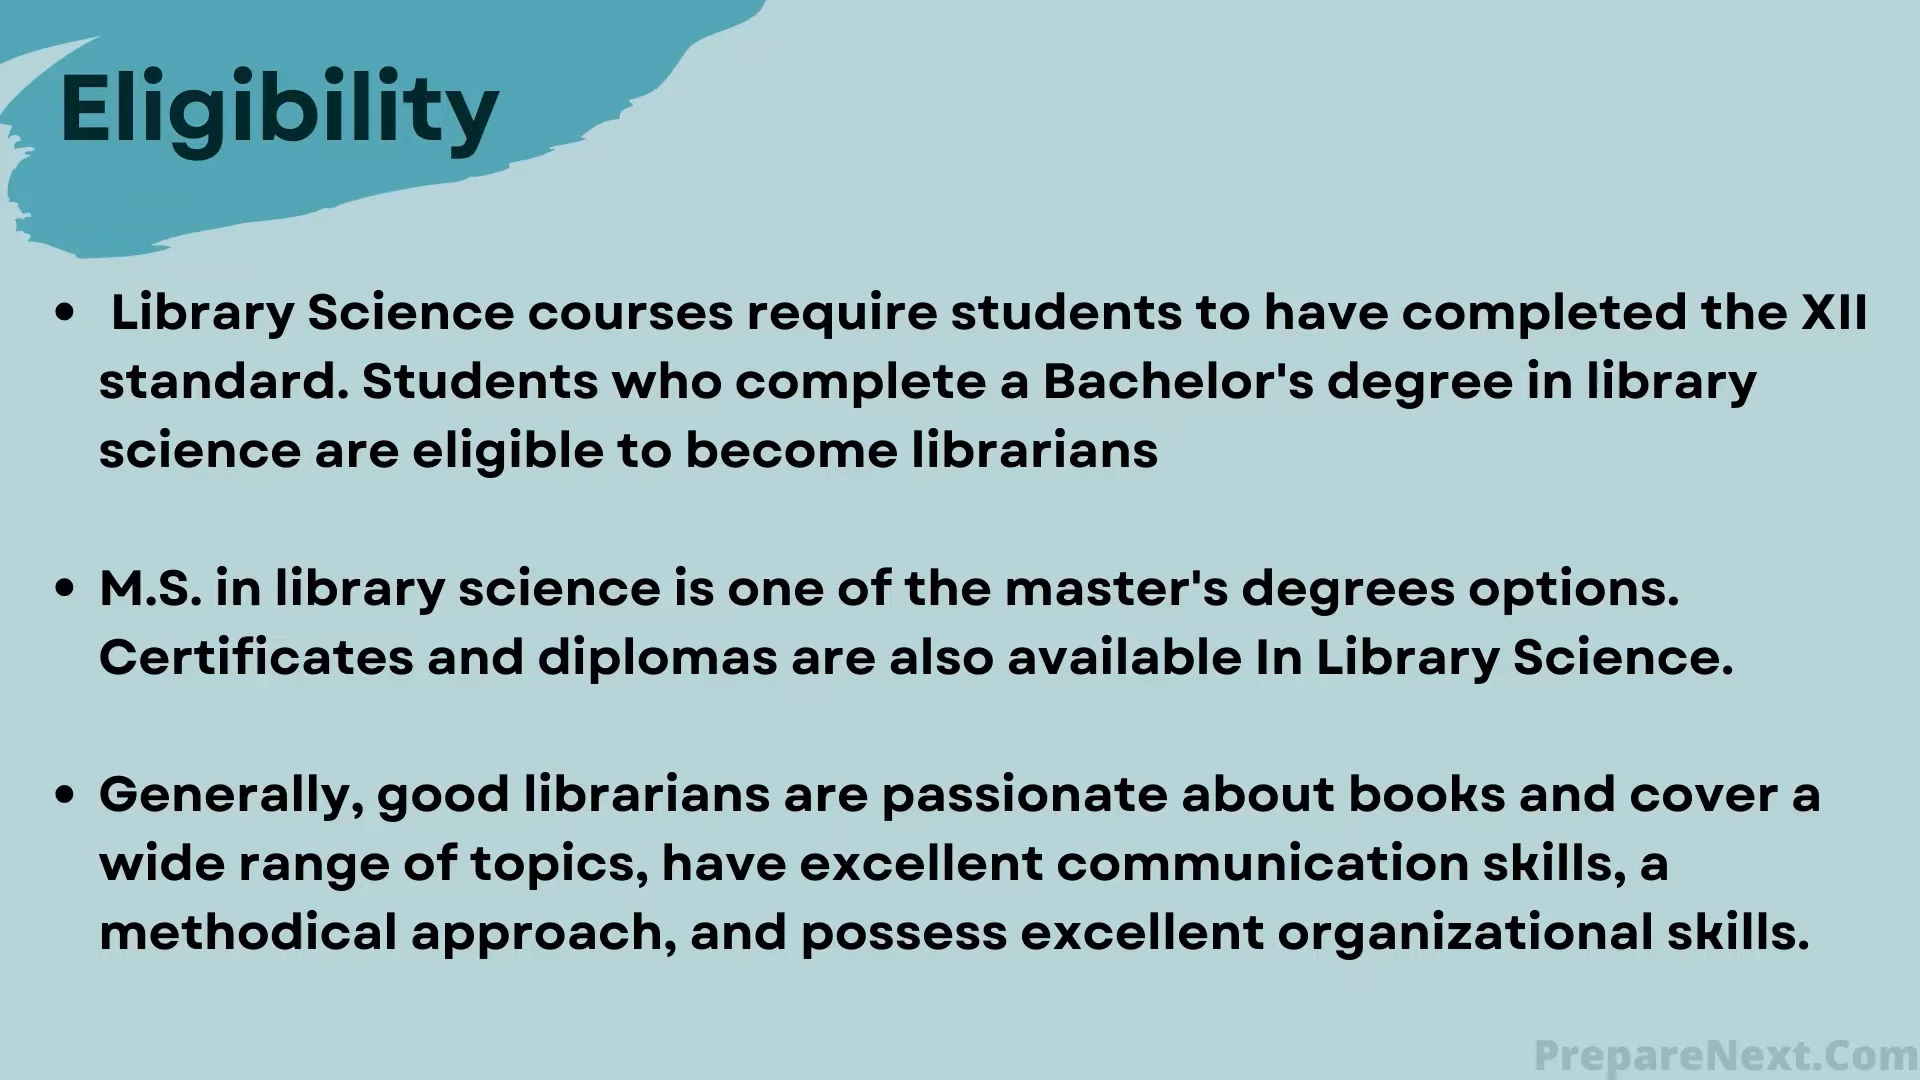 Eligibility
• Library Science courses require students to have completed the XII
standard. Students who complete a Bachelor's degree in library
science are eligible to become librarians
• M.S. in library science is one of the master's degrees options.
Certificates and diplomas are also available In Library Science.
• Generally, good librarians are passionate about books and cover a
wide range of topics, have excellent communication skills, a
methodical approach, and possess excellent organizational skills.
PrepareNext.Com